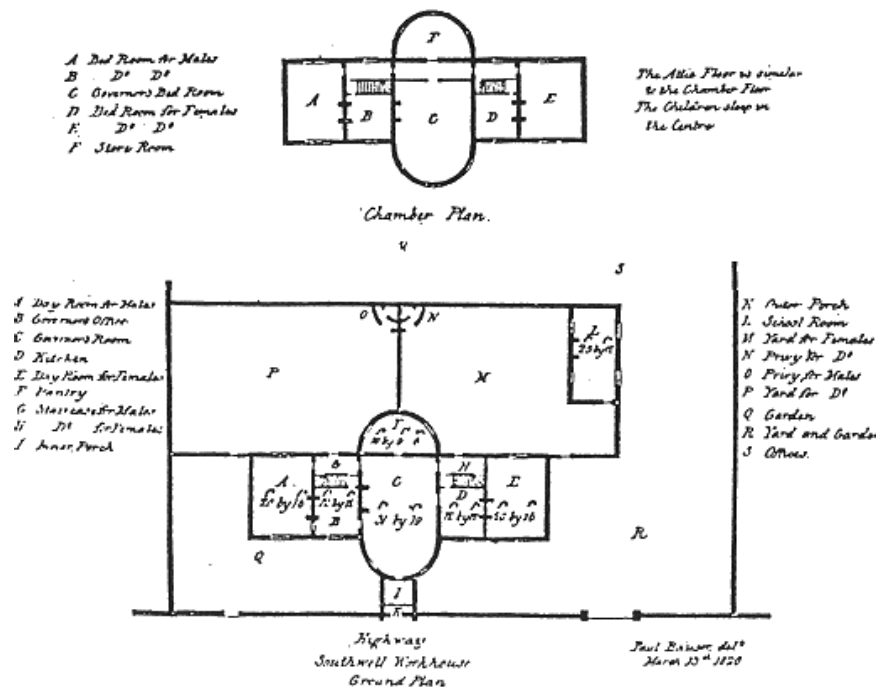 A Bed Room for Males
B Do Do
C Governors Bed Room
D Bed Room for Females
E Do Do
F Store Room
The Attic Floor is similar
to the Chamber Floor
The Children sleep in
the Centre
F
A
B
C
D
E
Chamber Plan.
S
A Day Room for Males
B Governors Office
C Governors Room
D Kitchen
E Day Room for Females
F Pantry
G Staircase for Males
H Do for Females
I Inner Porch
K Outer Porch
L School Room
M Yard for Females
N Privy for Do
O Privy for Males
P Yard for Do
Q Garden
R Yard and Garden
S Offices
O N
L
P
M
F
A
G
B
C
31 by 20
H
D
E
Q
R
I
K
Highway
Southwell Workhouse
Ground Plan
Paul
March 13th 1820